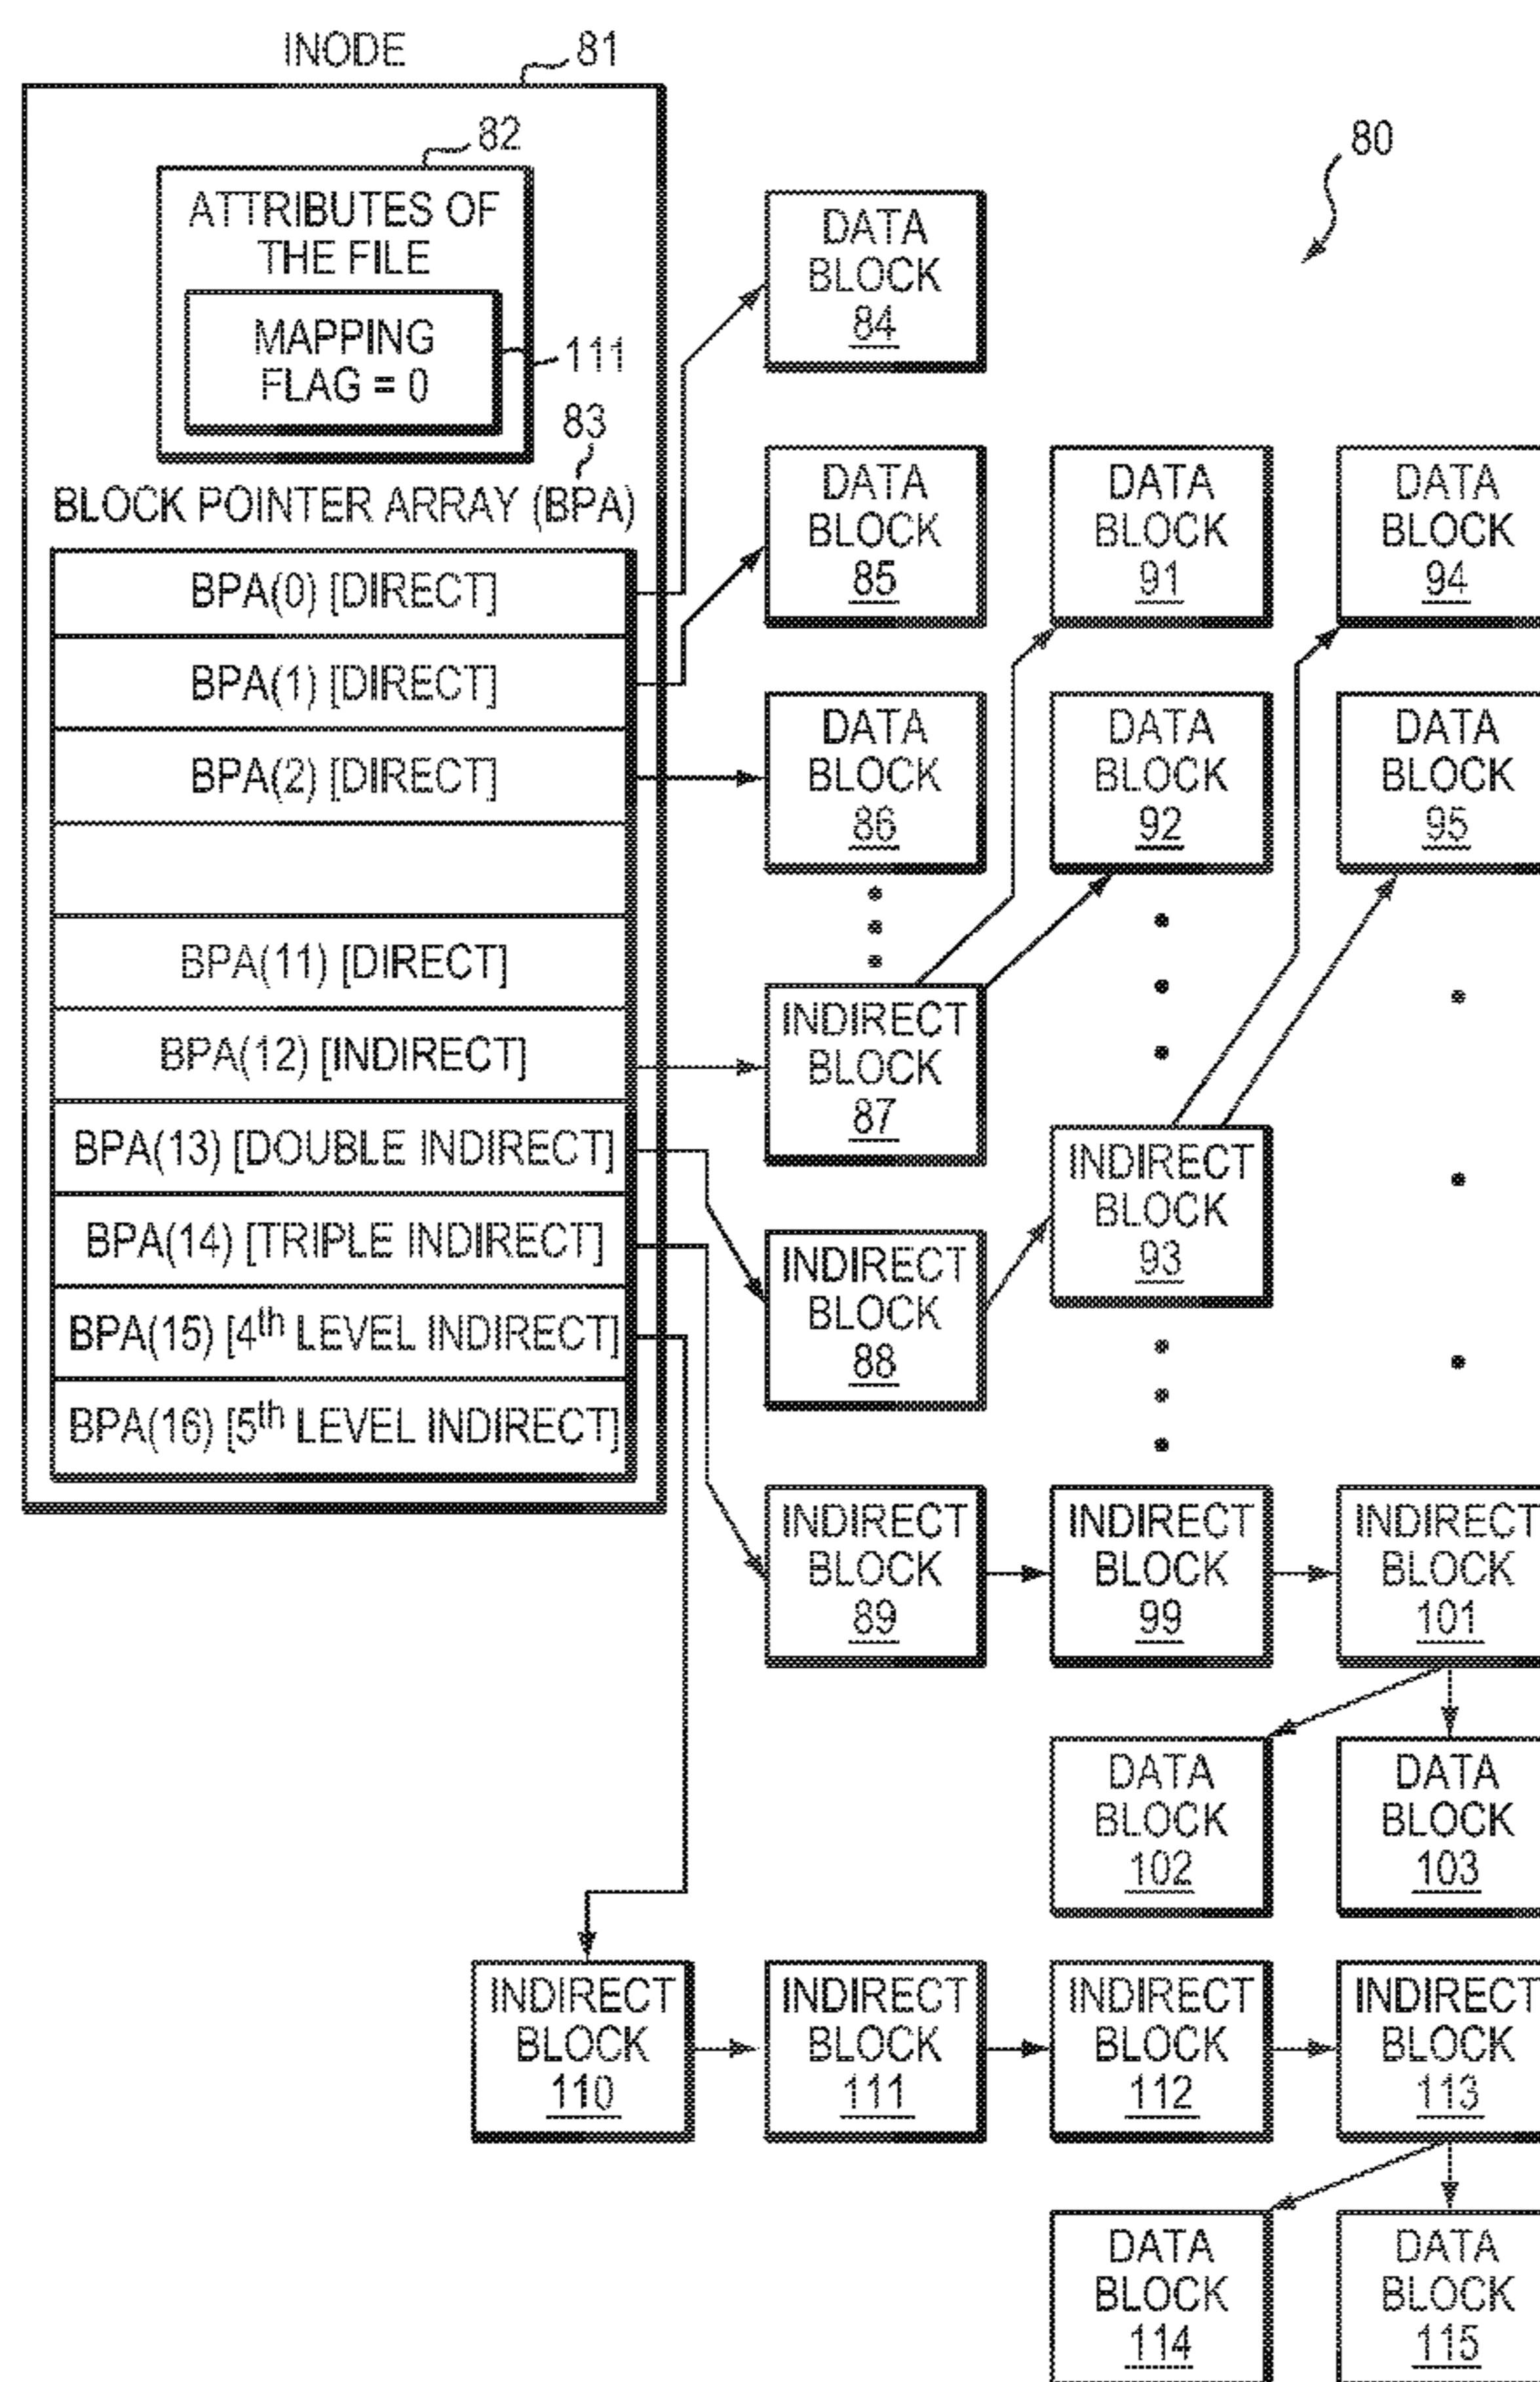 INODE
81
82
80
ATTRIBUTES OF
THE FILE
MAPPING
FLAG = 0
111
83
BLOCK POINTER ARRAY (BPA)
BPA(0) [DIRECT]
BPA(1) [DIRECT]
BPA(2) [DIRECT]
BPA(11) [DIRECT]
BPA(12) [INDIRECT]
BPA(13) [DOUBLE INDIRECT]
BPA(14) [TRIPLE INDIRECT]
BPA(15) [4th LEVEL INDIRECT]
BPA(16) [5th LEVEL INDIRECT]
DATA
BLOCK
84
DATA
BLOCK
85
DATA
BLOCK
91
DATA
BLOCK
94
DATA
BLOCK
86
DATA
BLOCK
92
DATA
BLOCK
95
INDIRECT
BLOCK
87
INDIRECT
BLOCK
93
INDIRECT
BLOCK
88
INDIRECT
BLOCK
89
INDIRECT
BLOCK
99
INDIRECT
BLOCK
101
DATA
BLOCK
102
DATA
BLOCK
103
INDIRECT
BLOCK
110
INDIRECT
BLOCK
111
INDIRECT
BLOCK
112
INDIRECT
BLOCK
113
DATA
BLOCK
114
DATA
BLOCK
115